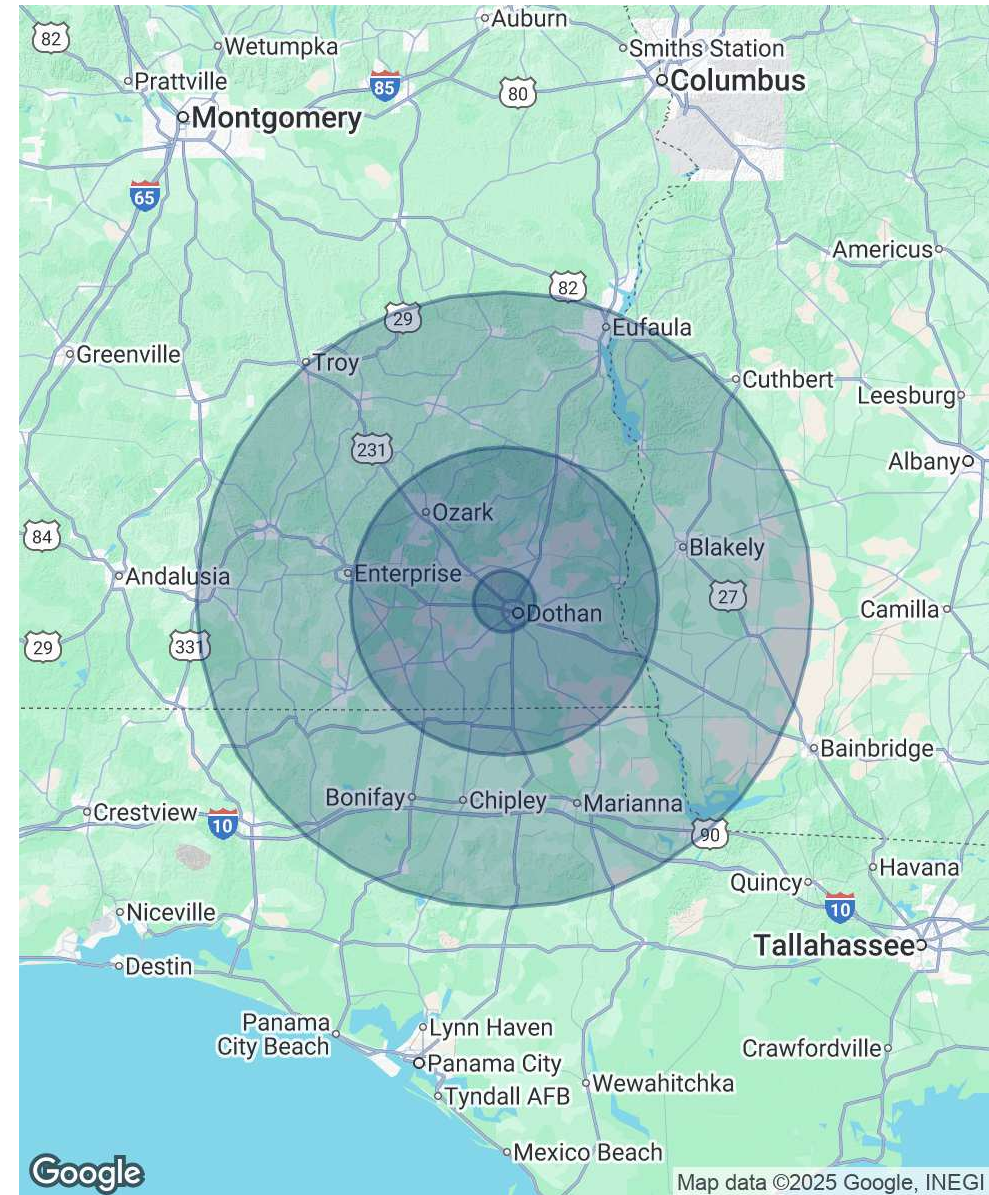 Auburn
82
Wetumpka
Smiths Station
Prattville
85
80
Columbus
Montgomery
65
Americus
82
29
Eufaula
Greenville
Troy
Cuthbert
Leesburg
231
Albany
Ozark
84
Blakely
Andalusia
Enterprise
27
Dothan
Camilla
29
331
Bainbridge
Bonifay
Chipley
Marianna
Crestview
10
90
Havana
Quincy
10
Niceville
Tallahassee
Destin
Panama
City Beach
Lynn Haven
Crawfordville
Panama City
Wewahitchka
Tyndall AFB
Mexico Beach
Google
Map data ©2025 Google, INEGI